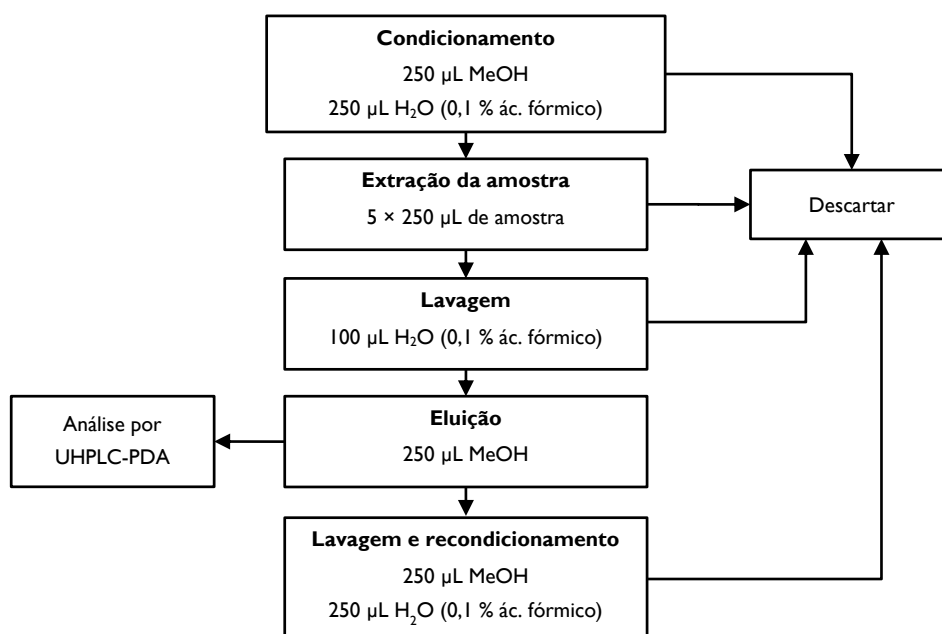 Condicionamento
250 µL MeOH
250 µL H₂O (0,1 % ác. fórmico)
Extração da amostra
5 × 250 µL de amostra
Descartar
Lavagem
100 µL H₂O (0,1 % ác. fórmico)
Eluição
250 µL MeOH
Análise por
UHPLC-PDA
Lavagem e recondicionamento
250 µL MeOH
250 µL H₂O (0,1 % ác. fórmico)